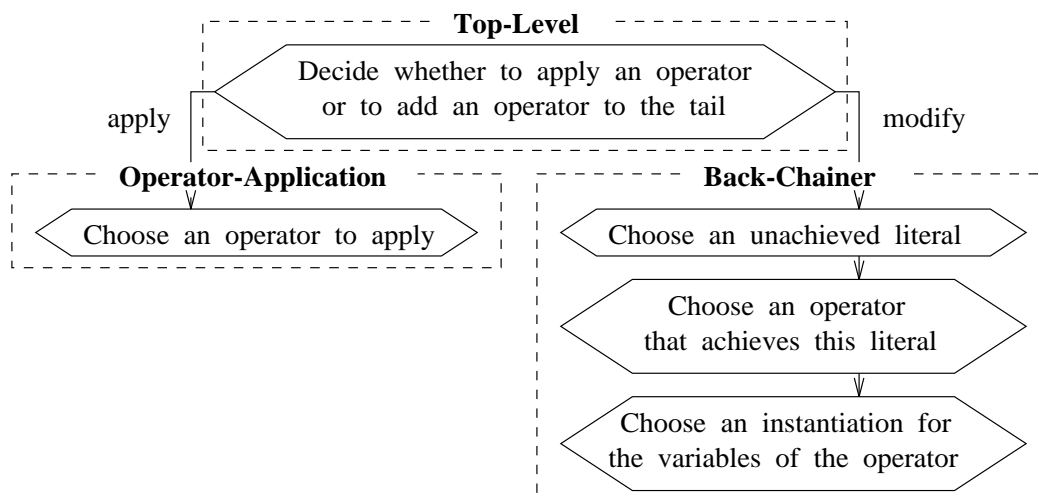 Top-Level
Decide whether to apply an operator
or to add an operator to the tail
apply
modify
Operator-Application
Choose an operator to apply
Back-Chainer
Choose an unachieved literal
Choose an operator
that achieves this literal
Choose an instantiation for
the variables of the operator